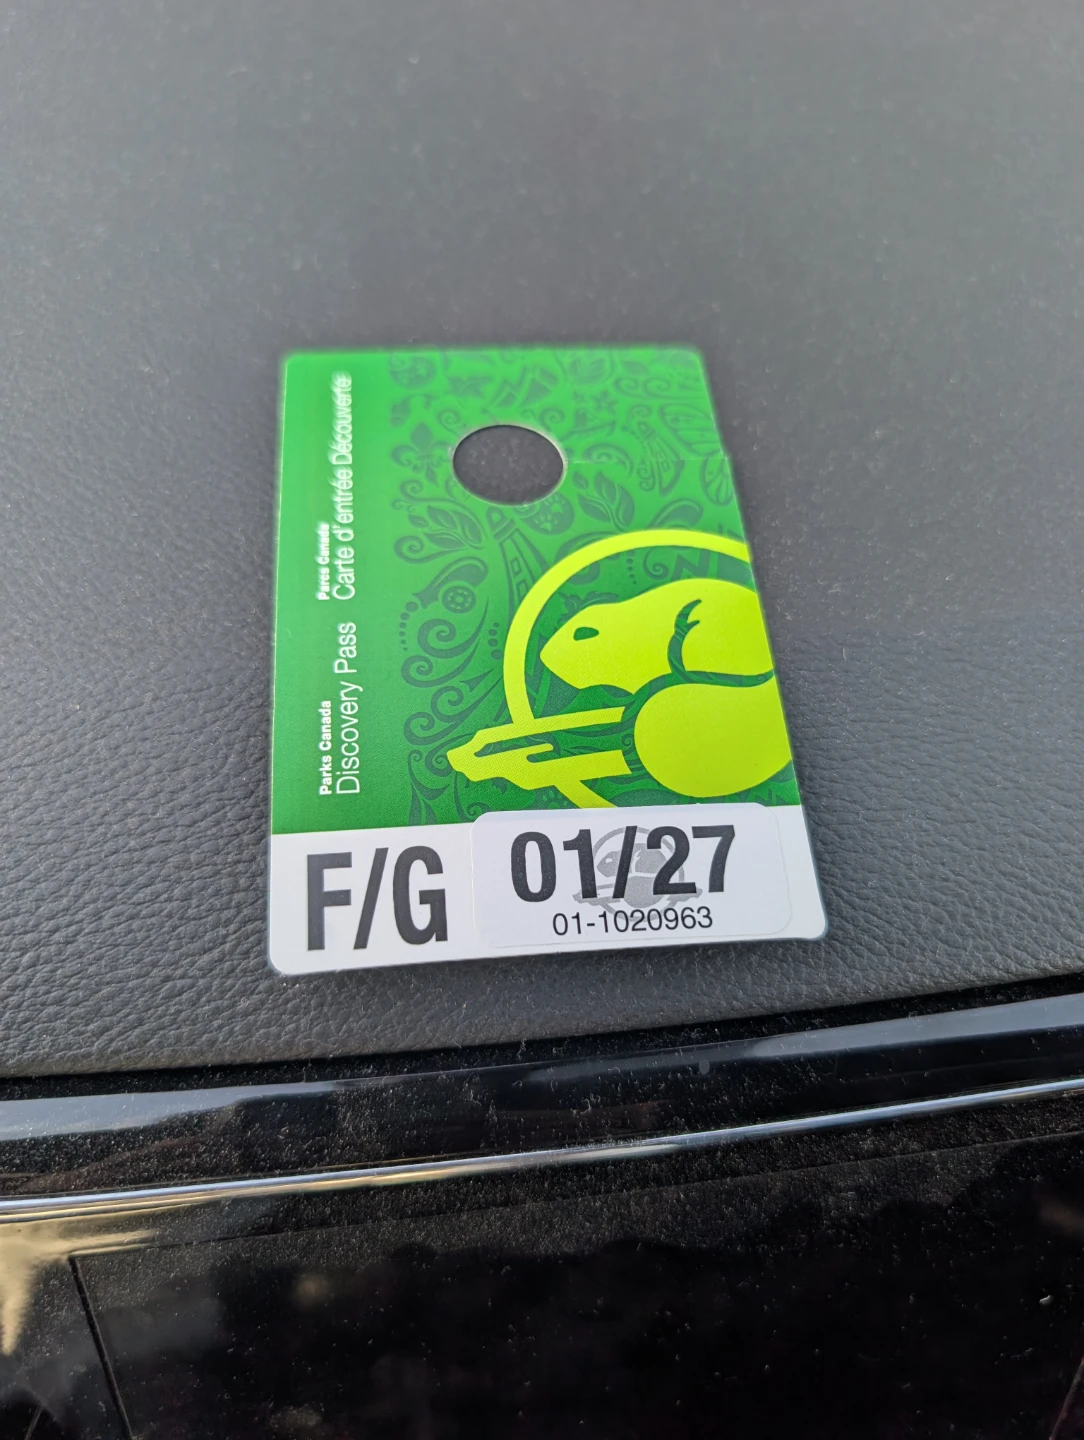 Parks Canada
Discovery Pass
Parcs Canada
Carte d'entrée Découverte
F/G
01/27
01-1020963